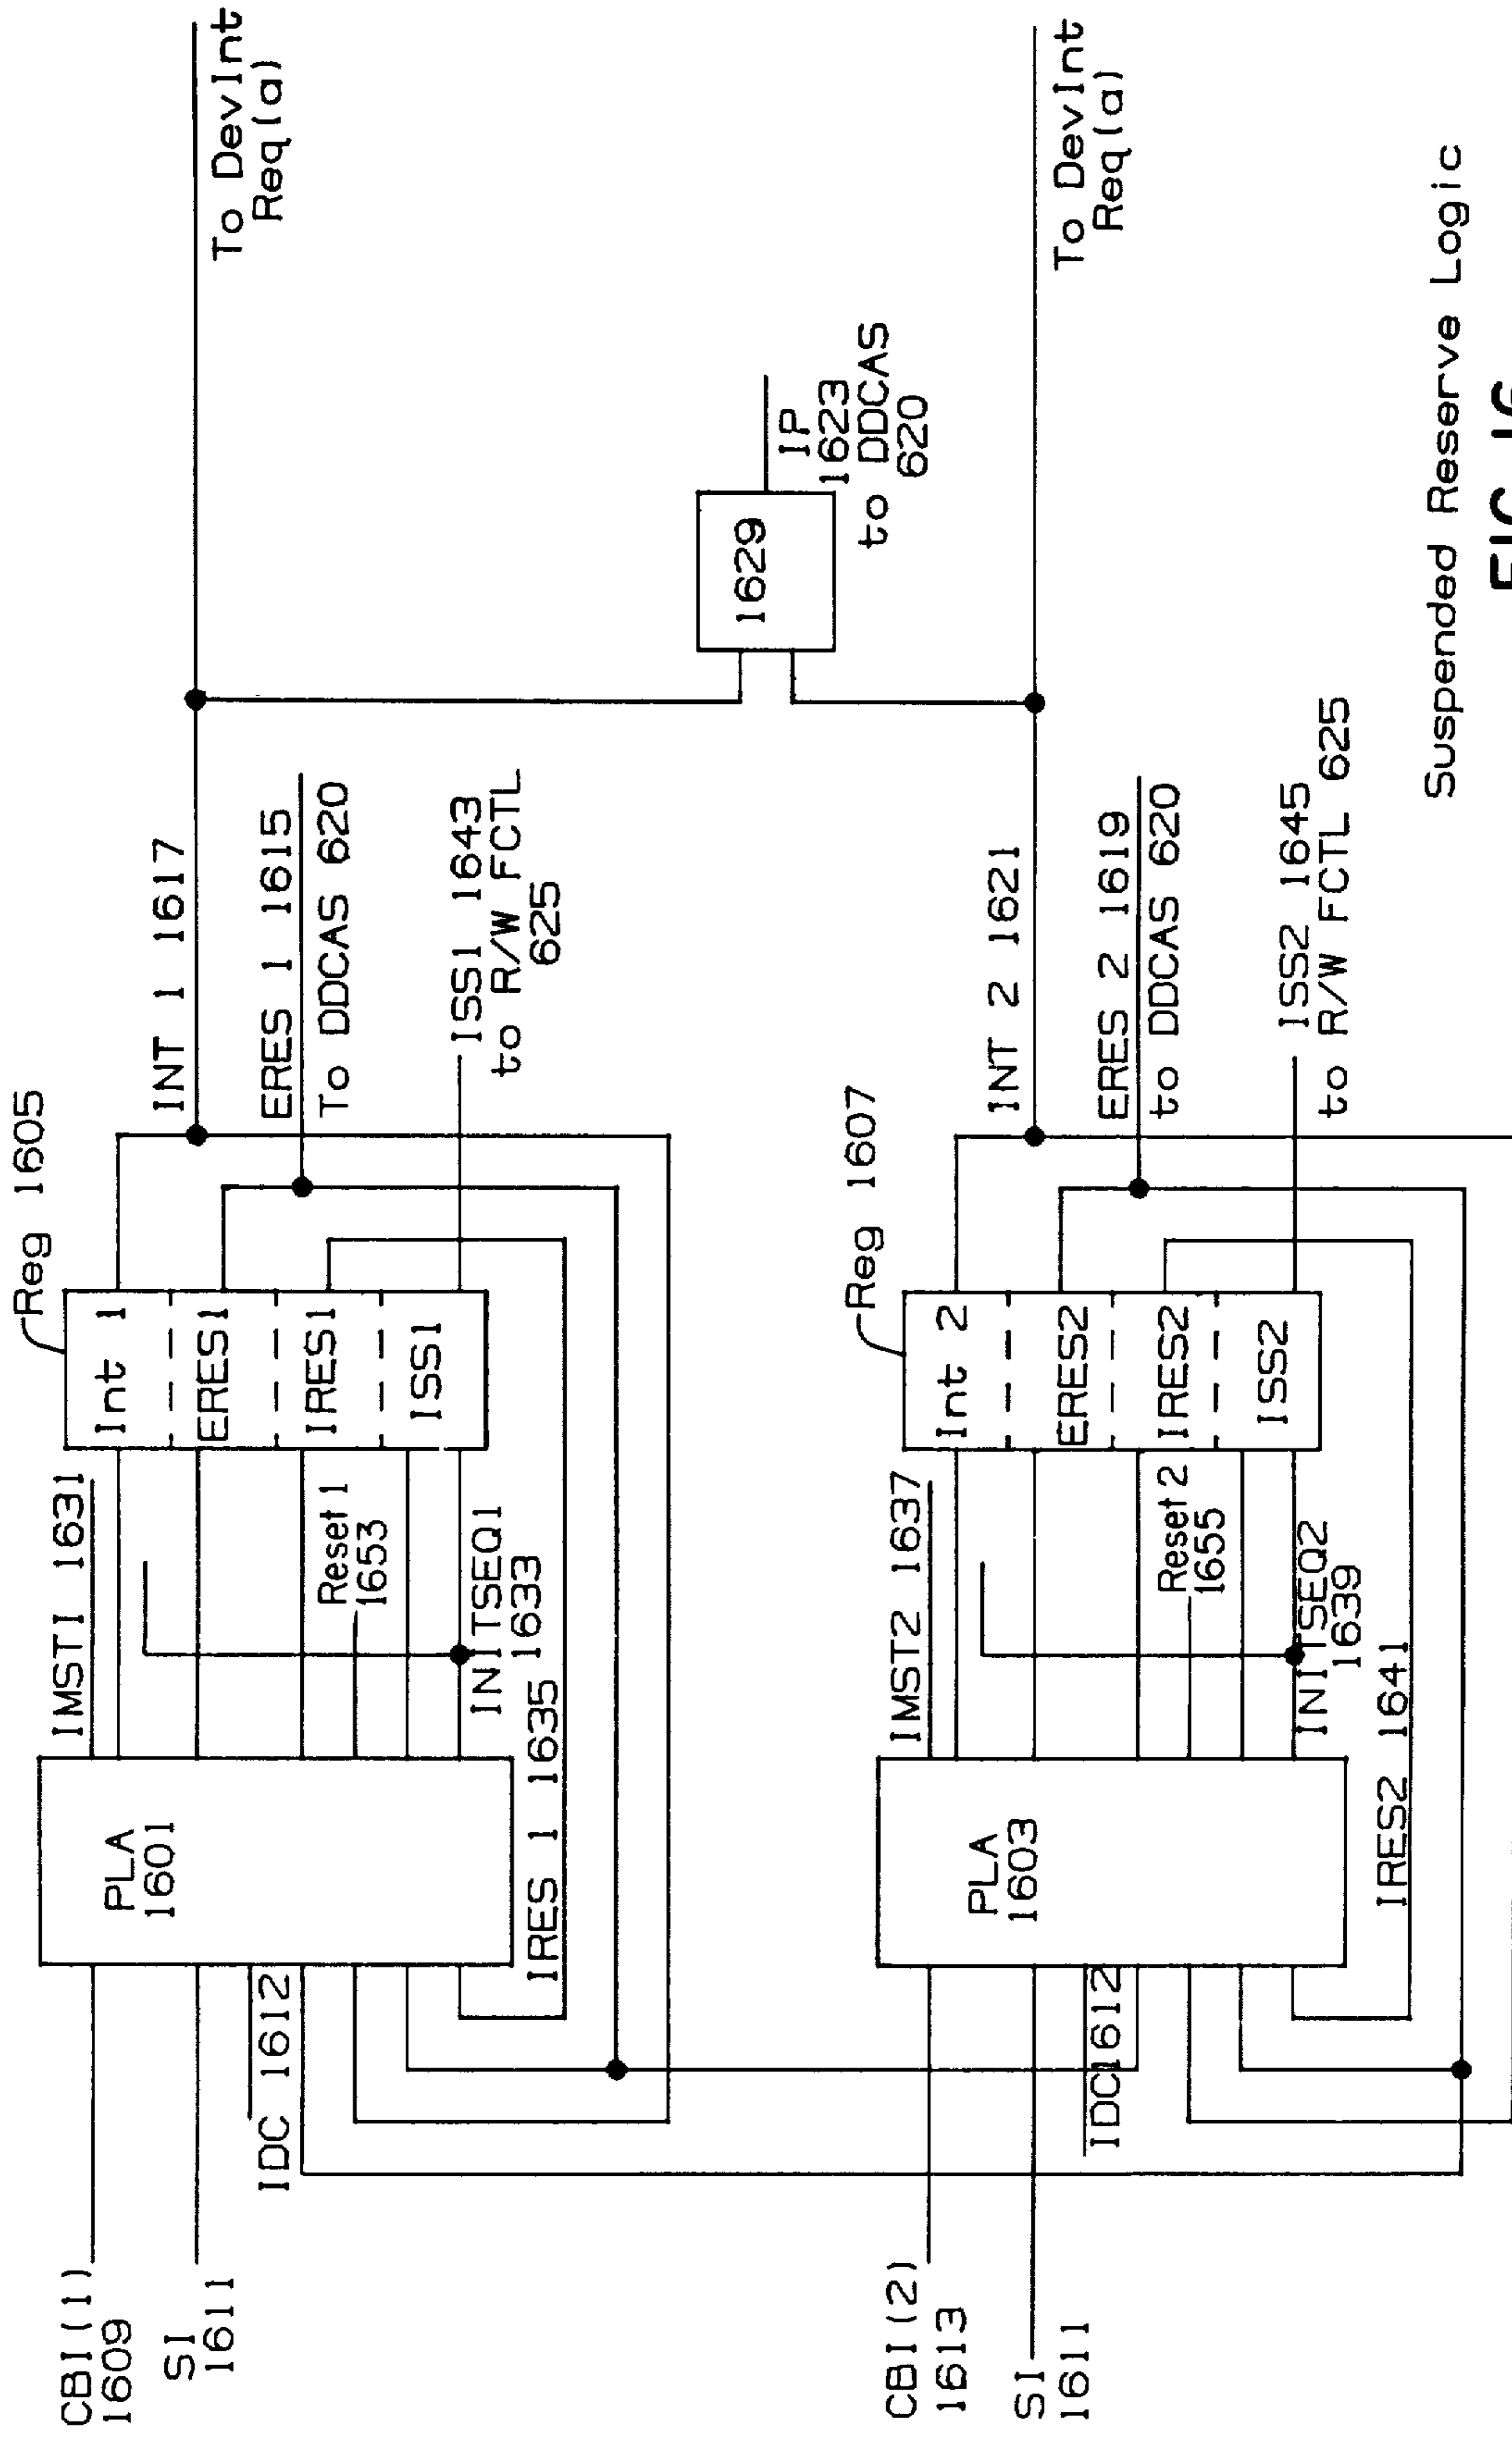 Reg 1605
INT 1 1617
To DevInt
Req(a)
IMST1 1631
Int 1
ERES 1 1615
To DDCAS 620
CBI(1)
1609
PLA
1601
ERES1
SI
1611
Reset 1
1653
IRES1
ISS1 1643
to R/W FCTL
625
IDC 1612
INITSEQ1
1633
ISS1
IRES 1 1635
1629
IP
1623
to DDCAS
620
Reg 1607
INT 2 1621
To DevInt
Req(a)
IMST2 1637
Int 2
ERES 2 1619
to DDCAS 620
CBI(2)
1613
PLA
1603
ERES2
SI
1611
Reset 2
1655
IRES2
ISS2 1645
to R/W FCTL 625
IDC1612
INITSEQ2
1639
ISS2
IRES2 1641
Suspended Reserve Logic
FIG. 16